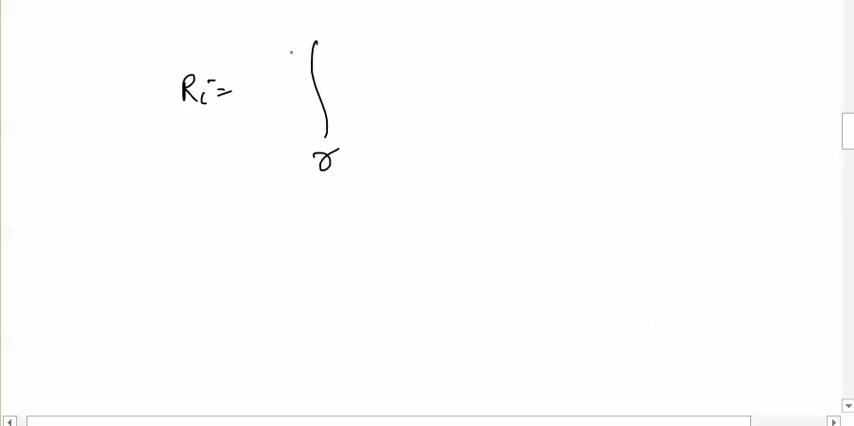 Rᵢ = ∫
γ